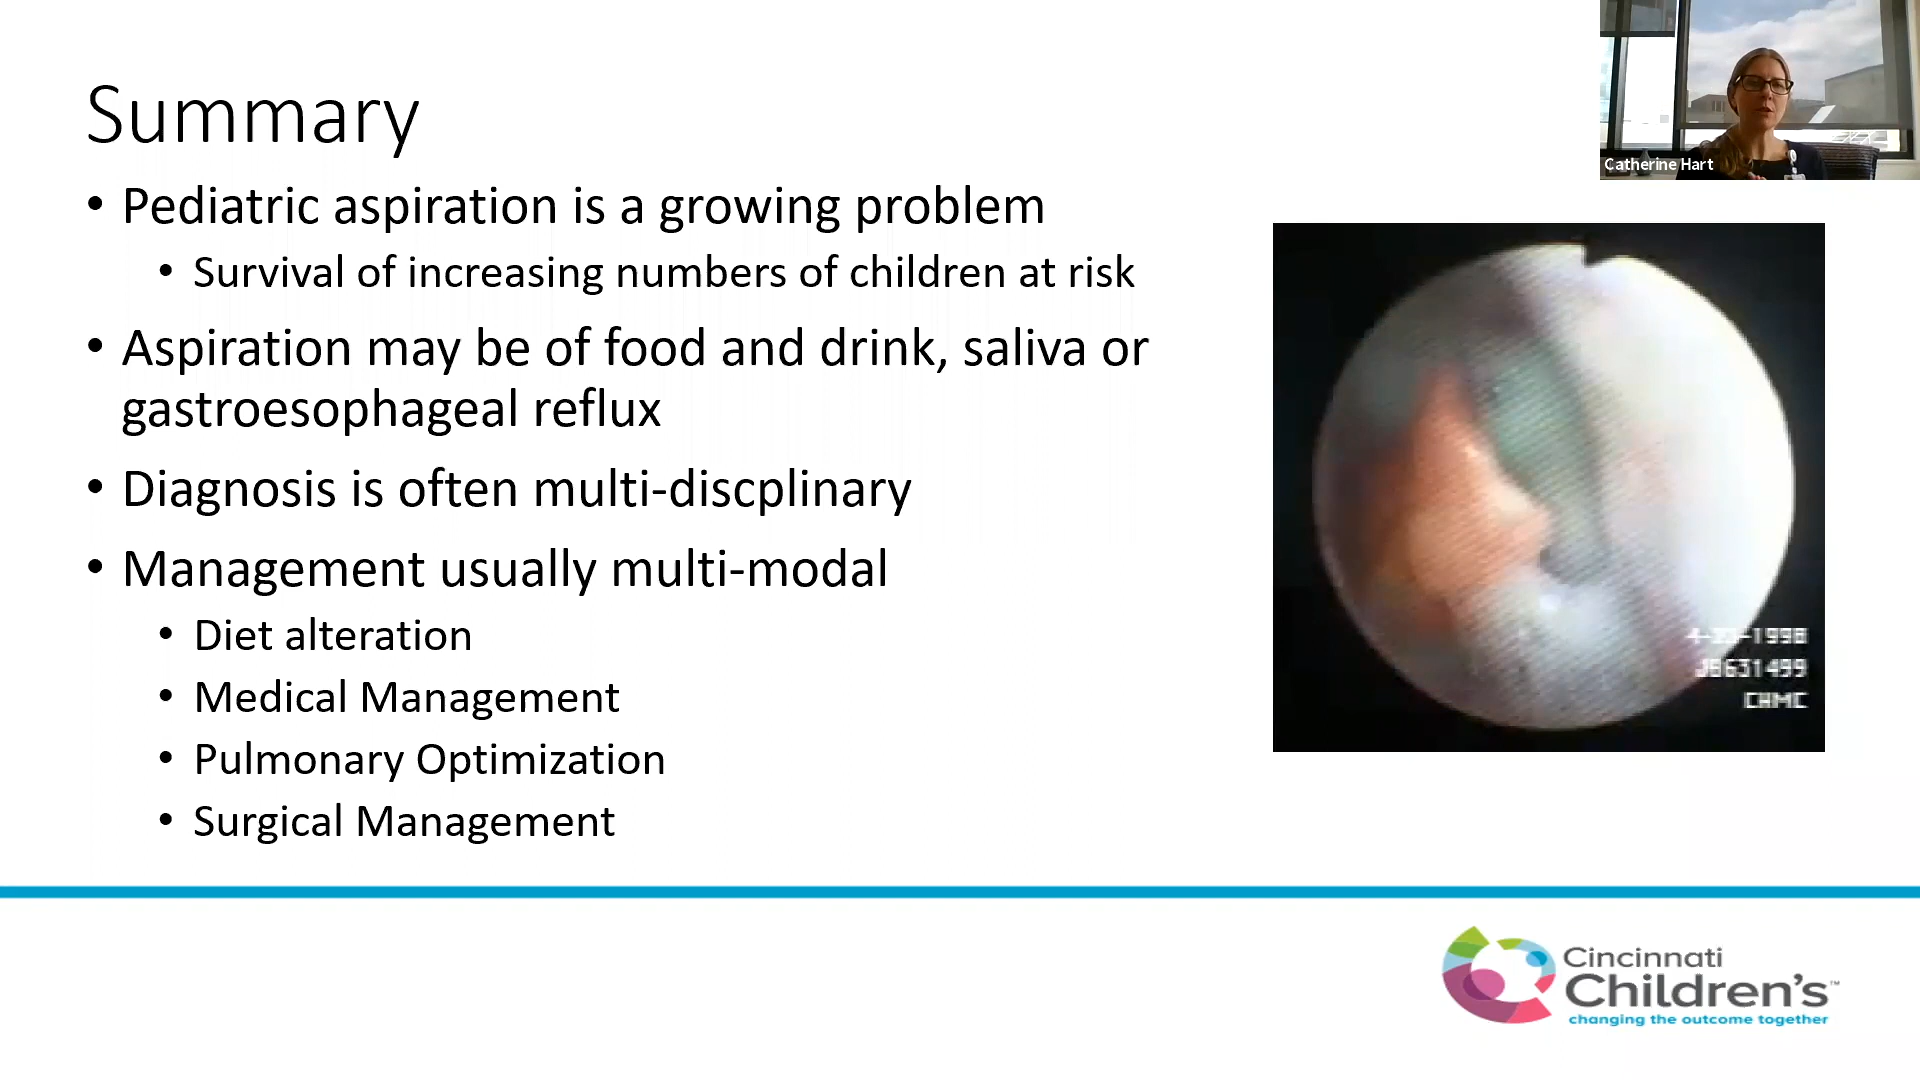 Summary
• Pediatric aspiration is a growing problem
• Survival of increasing numbers of children at risk
• Aspiration may be of food and drink, saliva or
gastroesophageal reflux
• Diagnosis is often multi-discplinary
• Management usually multi-modal
• Diet alteration
• Medical Management
• Pulmonary Optimization
• Surgical Management
Catherine Hart
CHMC
Cincinnati
Children's™
changing the outcome together